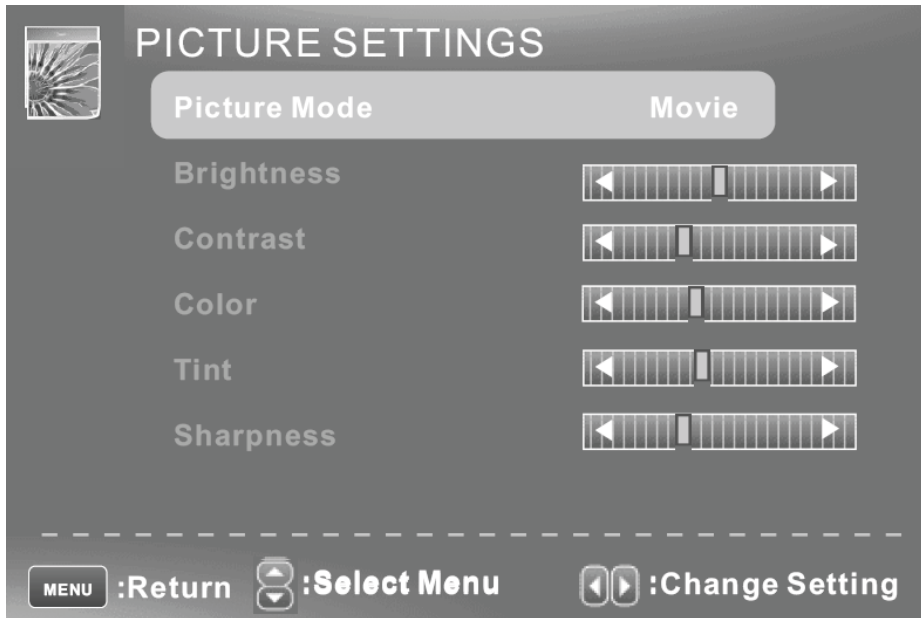 PICTURE SETTINGS
Picture Mode Movie
Brightness
Contrast
Color
Tint
Sharpness
MENU :Return :Select Menu :Change Setting